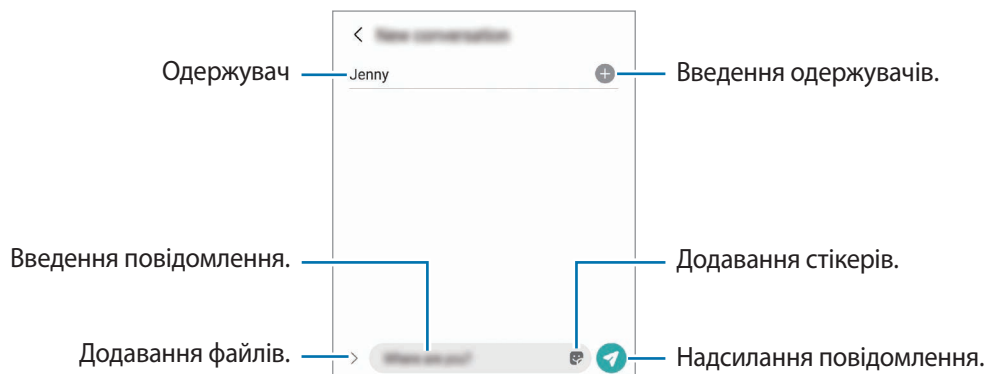 Одержувач
Jenny
Введення одержувачів.
Введення повідомлення.
Додавання стікерів.
Додавання файлів.
Надсилання повідомлення.